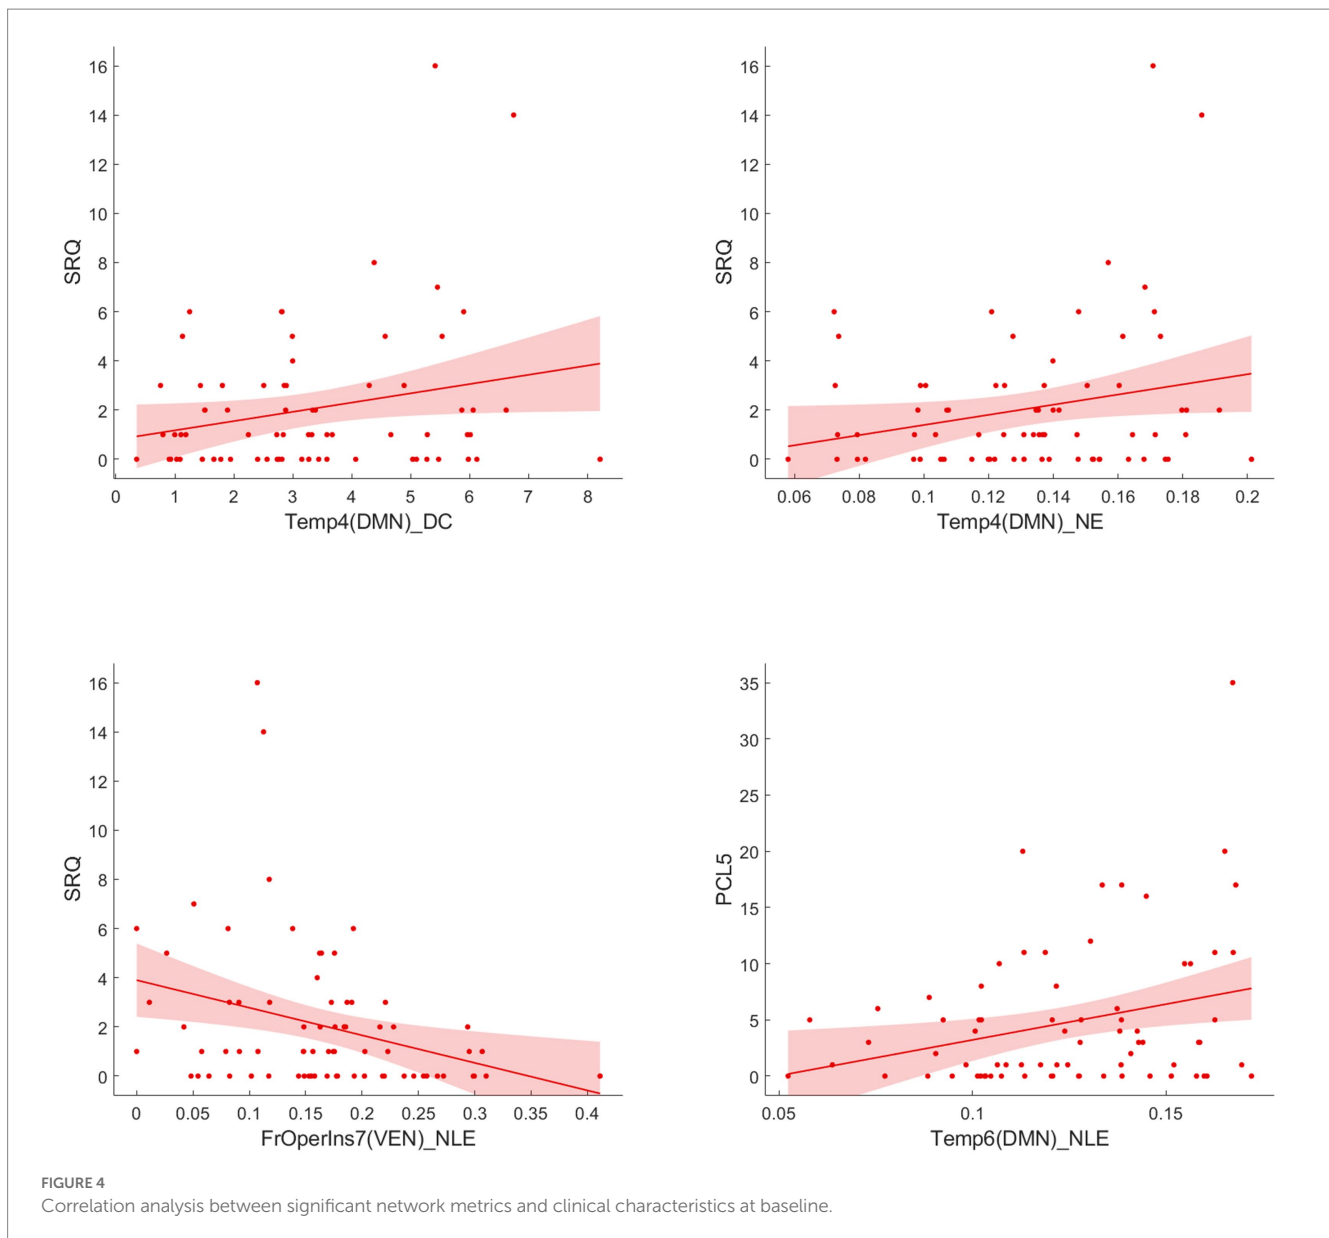 16
14
12
10
8
6
4
2
0
SRQ
0 1 2 3 4 5 6 7 8
Temp4(DMN)_DC
16
14
12
10
8
6
4
2
0
SRQ
0.06 0.08 0.1 0.12 0.14 0.16 0.18 0.2
Temp4(DMN)_NE
16
14
12
10
8
6
4
2
0
SRQ
0 0.05 0.1 0.15 0.2 0.25 0.3 0.35 0.4
FrOperIns7(VEN)_NLE
35
30
25
20
15
10
5
0
PCL5
0.05 0.1 0.15
Temp6(DMN)_NLE
FIGURE 4
Correlation analysis between significant network metrics and clinical characteristics at baseline.